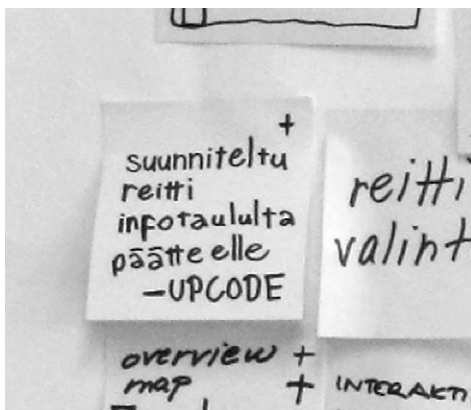 +
suunniteltu
reitti
infotaululta
päätteelle
-UPCODE
reitti
valint
overview +
map +
INTERAKTI